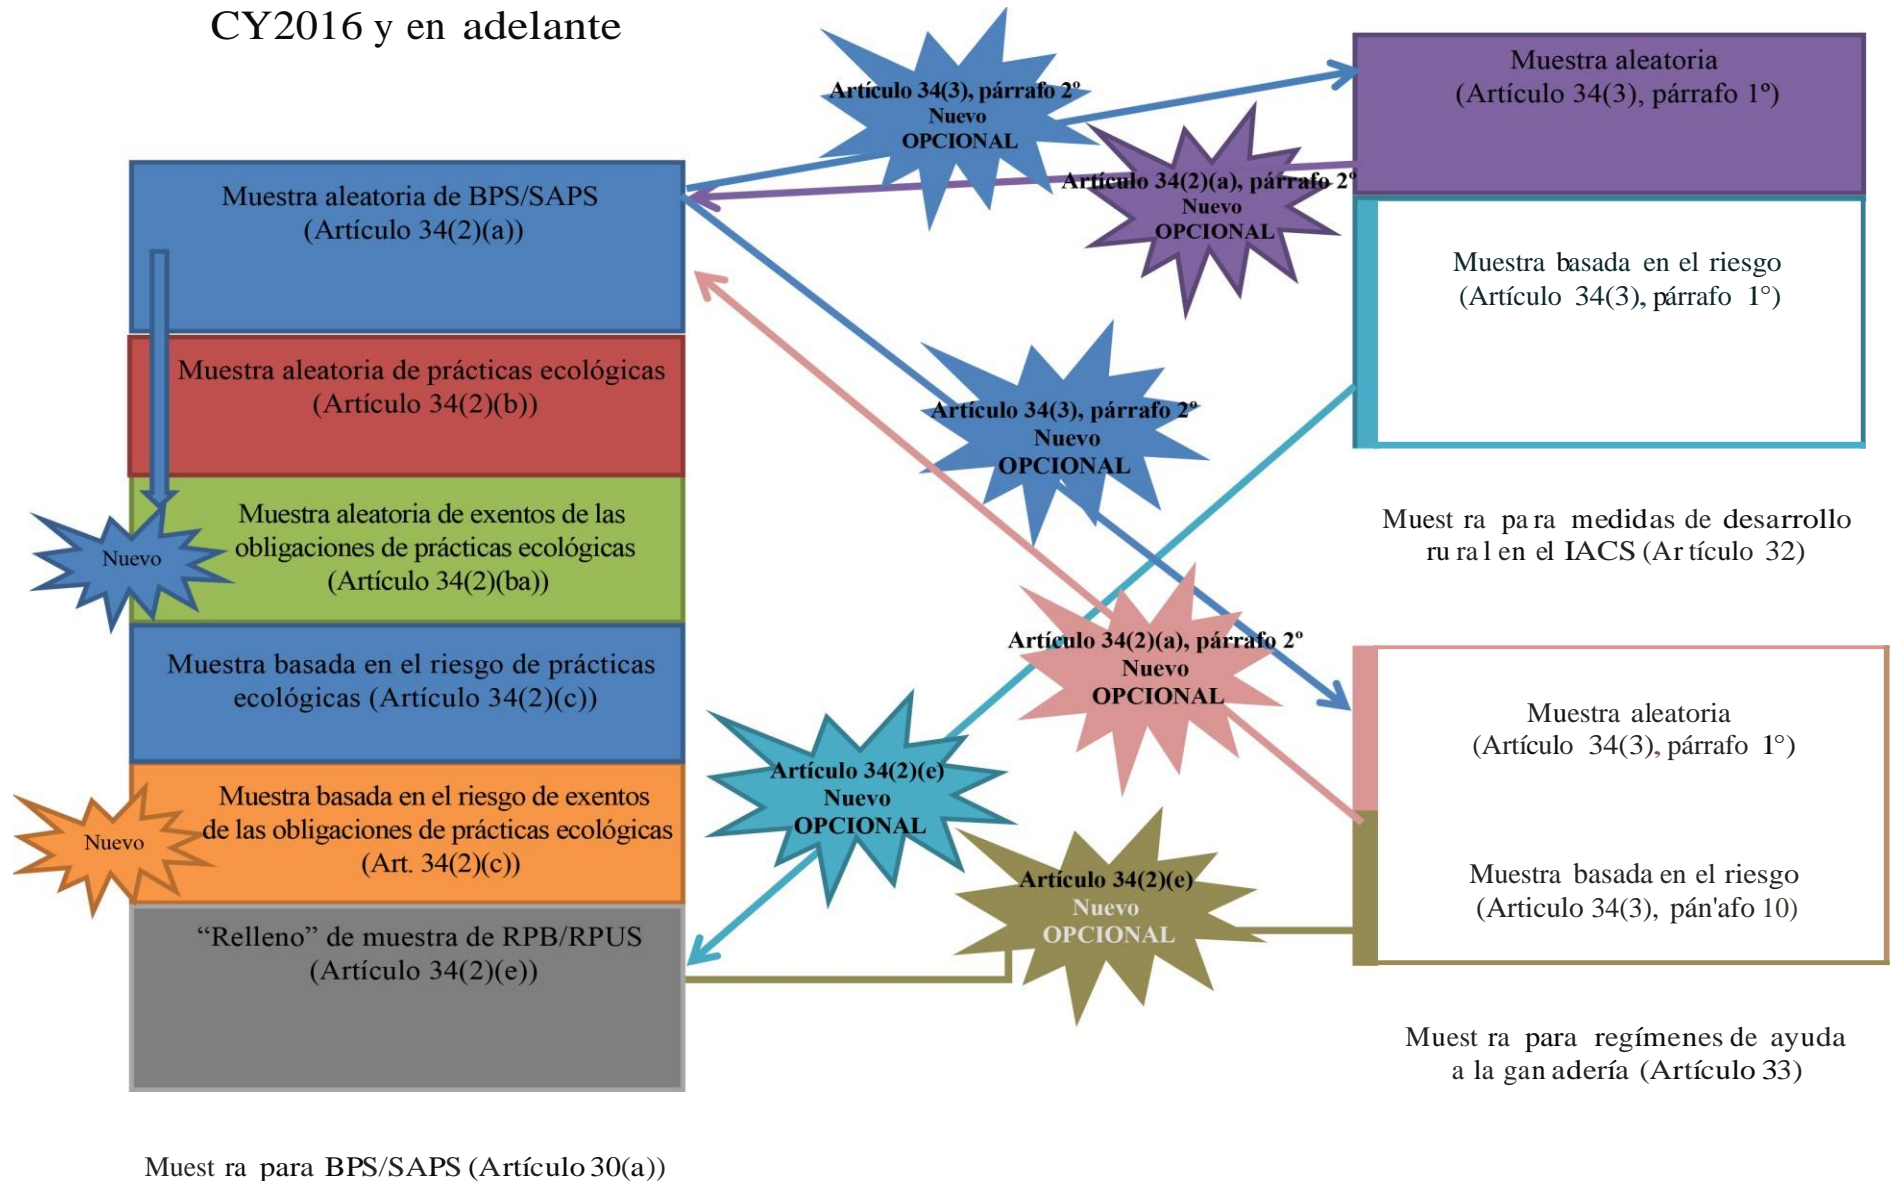 CY2016 y en adelante
Muestra aleatoria de BPS/SAPS
(Artículo 34(2)(a))
Muestra aleatoria de prácticas ecológicas
(Artículo 34(2)(b))
Muestra aleatoria de exentos de las
obligaciones de prácticas ecológicas
(Artículo 34(2)(ba))
Nuevo
Muestra basada en el riesgo de prácticas
ecológicas (Artículo 34(2)(c))
Muestra basada en el riesgo de exentos
de las obligaciones de prácticas ecológicas
(Art. 34(2)(c))
Nuevo
“Relleno” de muestra de RPB/RPUS
(Artículo 34(2)(e))
Muest ra para BPS/SAPS (Artículo 30(a))
Artículo 34(3), párrafo 2º
Nuevo
OPCIONAL
Artículo 34(2)(a), párrafo 2º
Nuevo
OPCIONAL
Artículo 34(3), párrafo 2º
Nuevo
OPCIONAL
Artículo 34(2)(a), párrafo 2º
Nuevo
OPCIONAL
Artículo 34(2)(e)
Nuevo
OPCIONAL
Artículo 34(2)(e)
Nuevo
OPCIONAL
Muestra aleatoria
(Artículo 34(3), párrafo 1º)
Muestra basada en el riesgo
(Artículo 34(3), párrafo 1°)
Muest ra pa ra medidas de desarrollo
ru ra l en el IACS (Ar tículo 32)
Muestra aleatoria
(Artículo 34(3), párrafo 1°)
Muestra basada en el riesgo
(Articulo 34(3), pán'afo 10)
Muest ra para regímenes de ayuda
a la gan adería (Artículo 33)